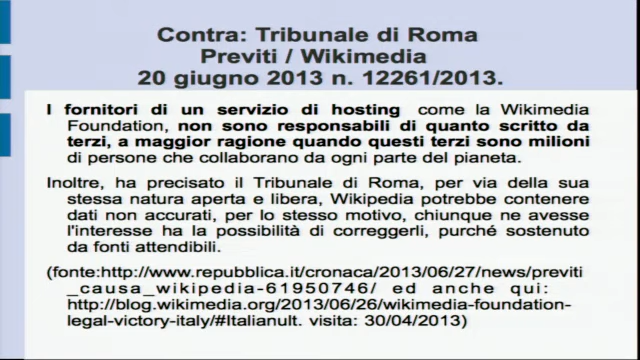 Contra: Tribunale di Roma
Previti / Wikimedia
20 giugno 2013 n. 12261/2013.
I fornitori di un servizio di hosting come la Wikimedia
Foundation, non sono responsabili di quanto scritto da
terzi, a maggior ragione quando questi terzi sono milioni
di persone che collaborano da ogni parte del pianeta.
Inoltre, ha precisato il Tribunale di Roma, per via della sua
stessa natura aperta e libera, Wikipedia potrebbe contenere
dati non accurati, per lo stesso motivo, chiunque ne avesse
l'interesse ha la possibilità di correggerli, purché sostenuto
da fonti attendibili.
(fonte:http://www.repubblica.it/cronaca/2013/06/27/news/previti
_causa_wikipedia-61950746/ ed anche qui:
http://blog.wikimedia.org/2013/06/26/wikimedia-foundation-
legal-victory-italy/#Italianult. visita: 30/04/2013)